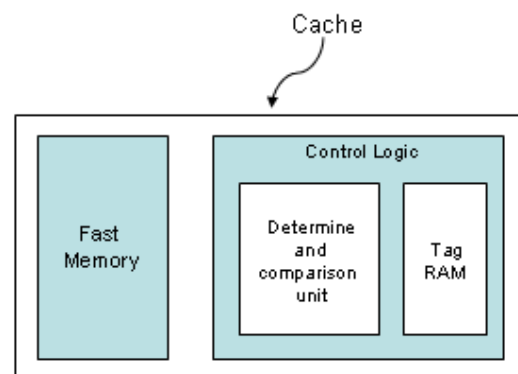 Cache
Control Logic
Fast
Memory
Determine
and
comparison
unit
Tag
RAM